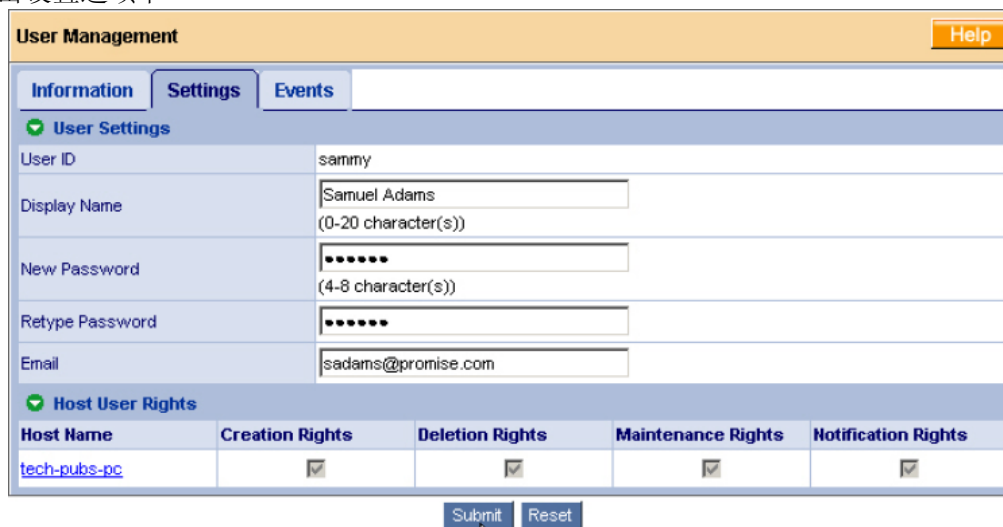 User Management
Help
Information Settings Events
User Settings
User ID sammy
Display Name Samuel Adams
(0-20 character(s))
New Password ••••••
(4-8 character(s))
Retype Password ••••••
Email sadams@promise.com
Host User Rights
Host Name Creation Rights Deletion Rights Maintenance Rights Notification Rights
tech-pubs-pc
Submit Reset